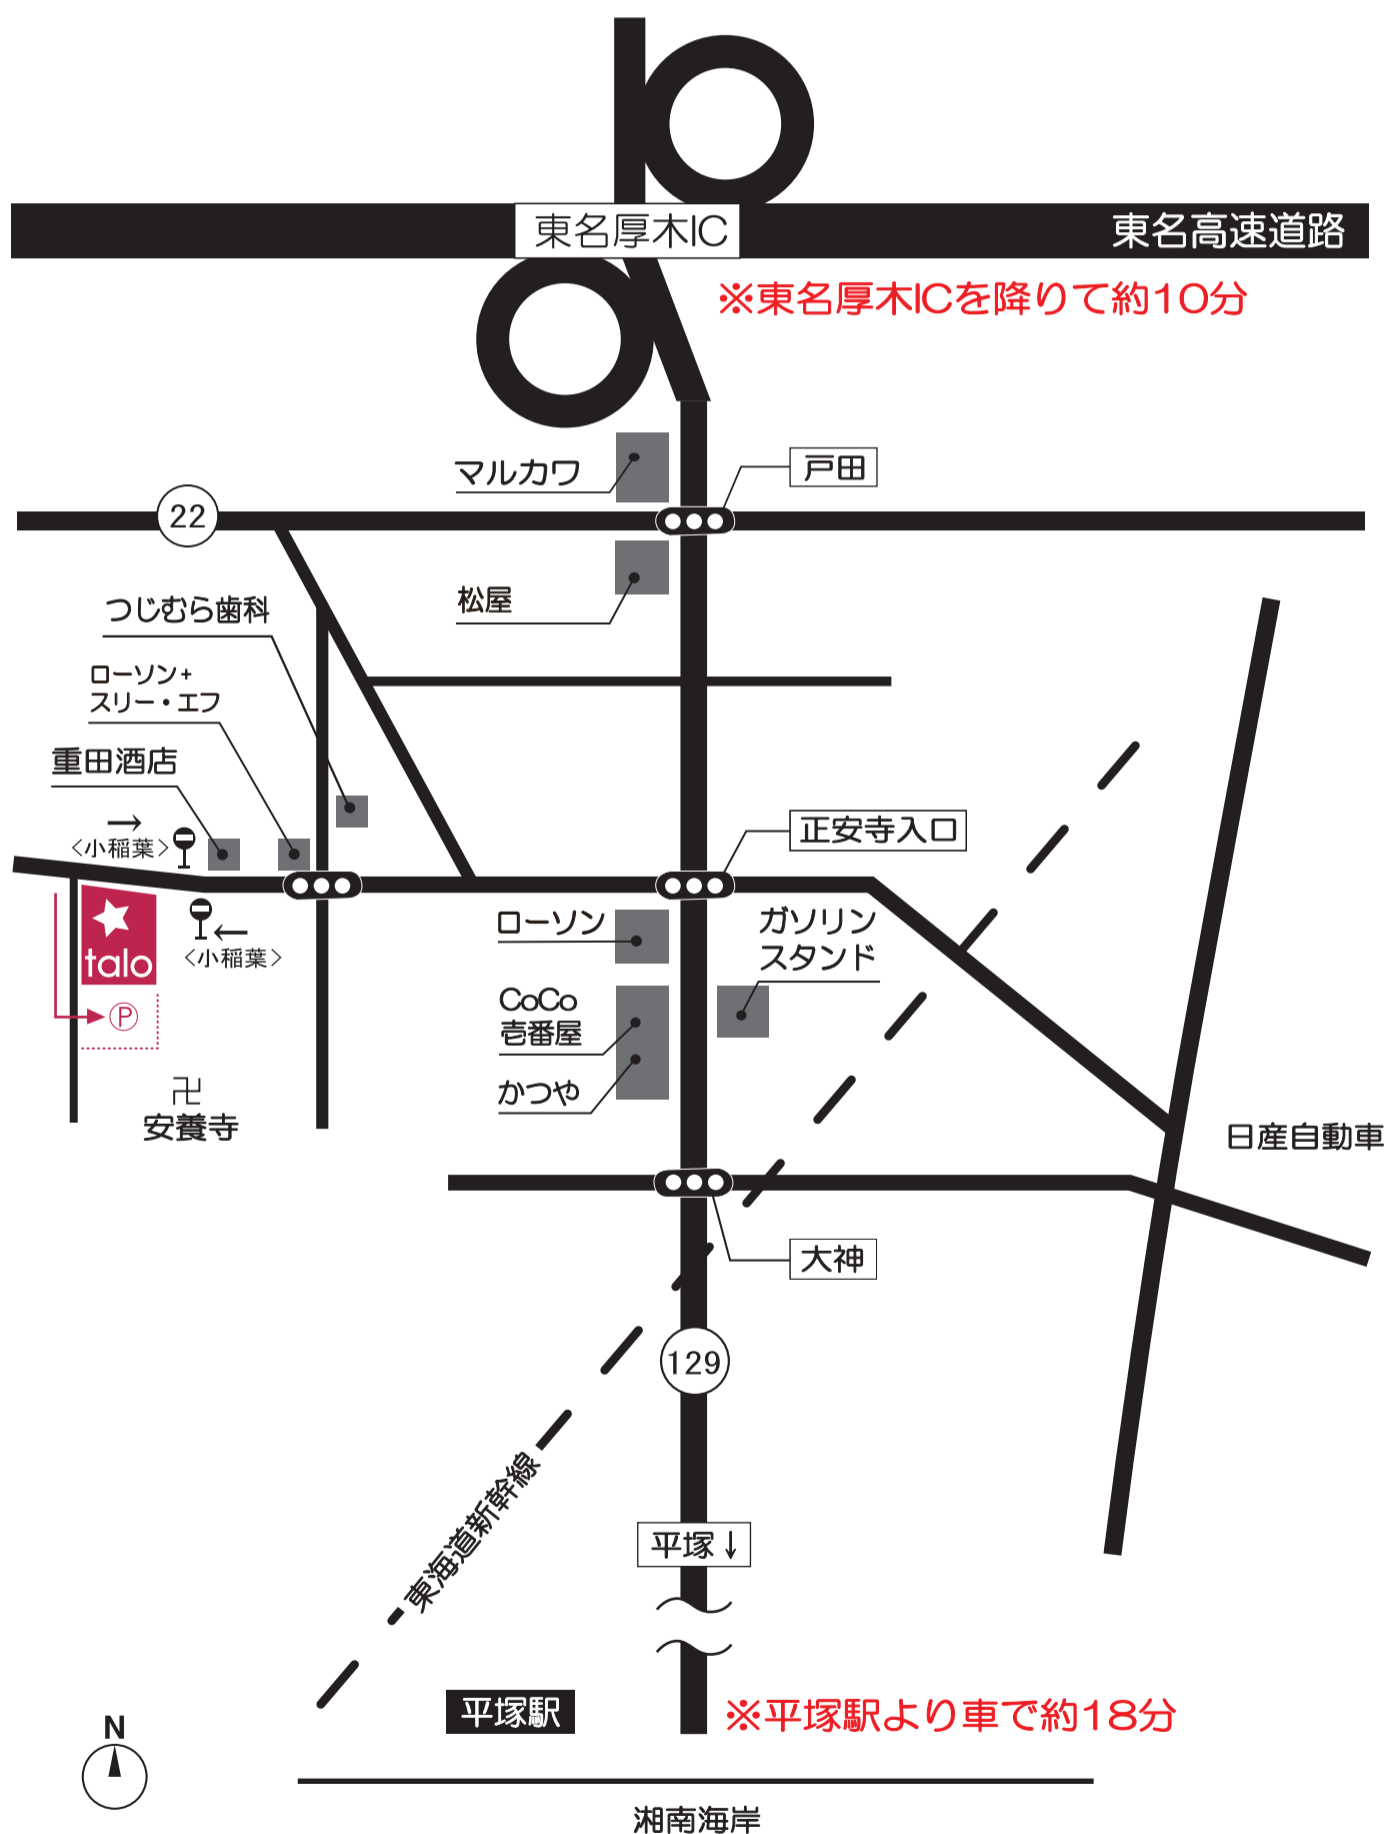 東名厚木IC
東名高速道路
※東名厚木ICを降りて約10分
マルカワ
戸田
22
松屋
つじむら歯科
ローソン+
スリー・エフ
重田酒店
→
<小稲葉>
正安寺入口
talo
←
<小稲葉>
P
ローソン
ガソリン
スタンド
CoCo
壱番屋
かつや
卍
安養寺
日産自動車
大神
129
東海道新幹線
平塚↓
平塚駅
※平塚駅より車で約18分
N
湘南海岸